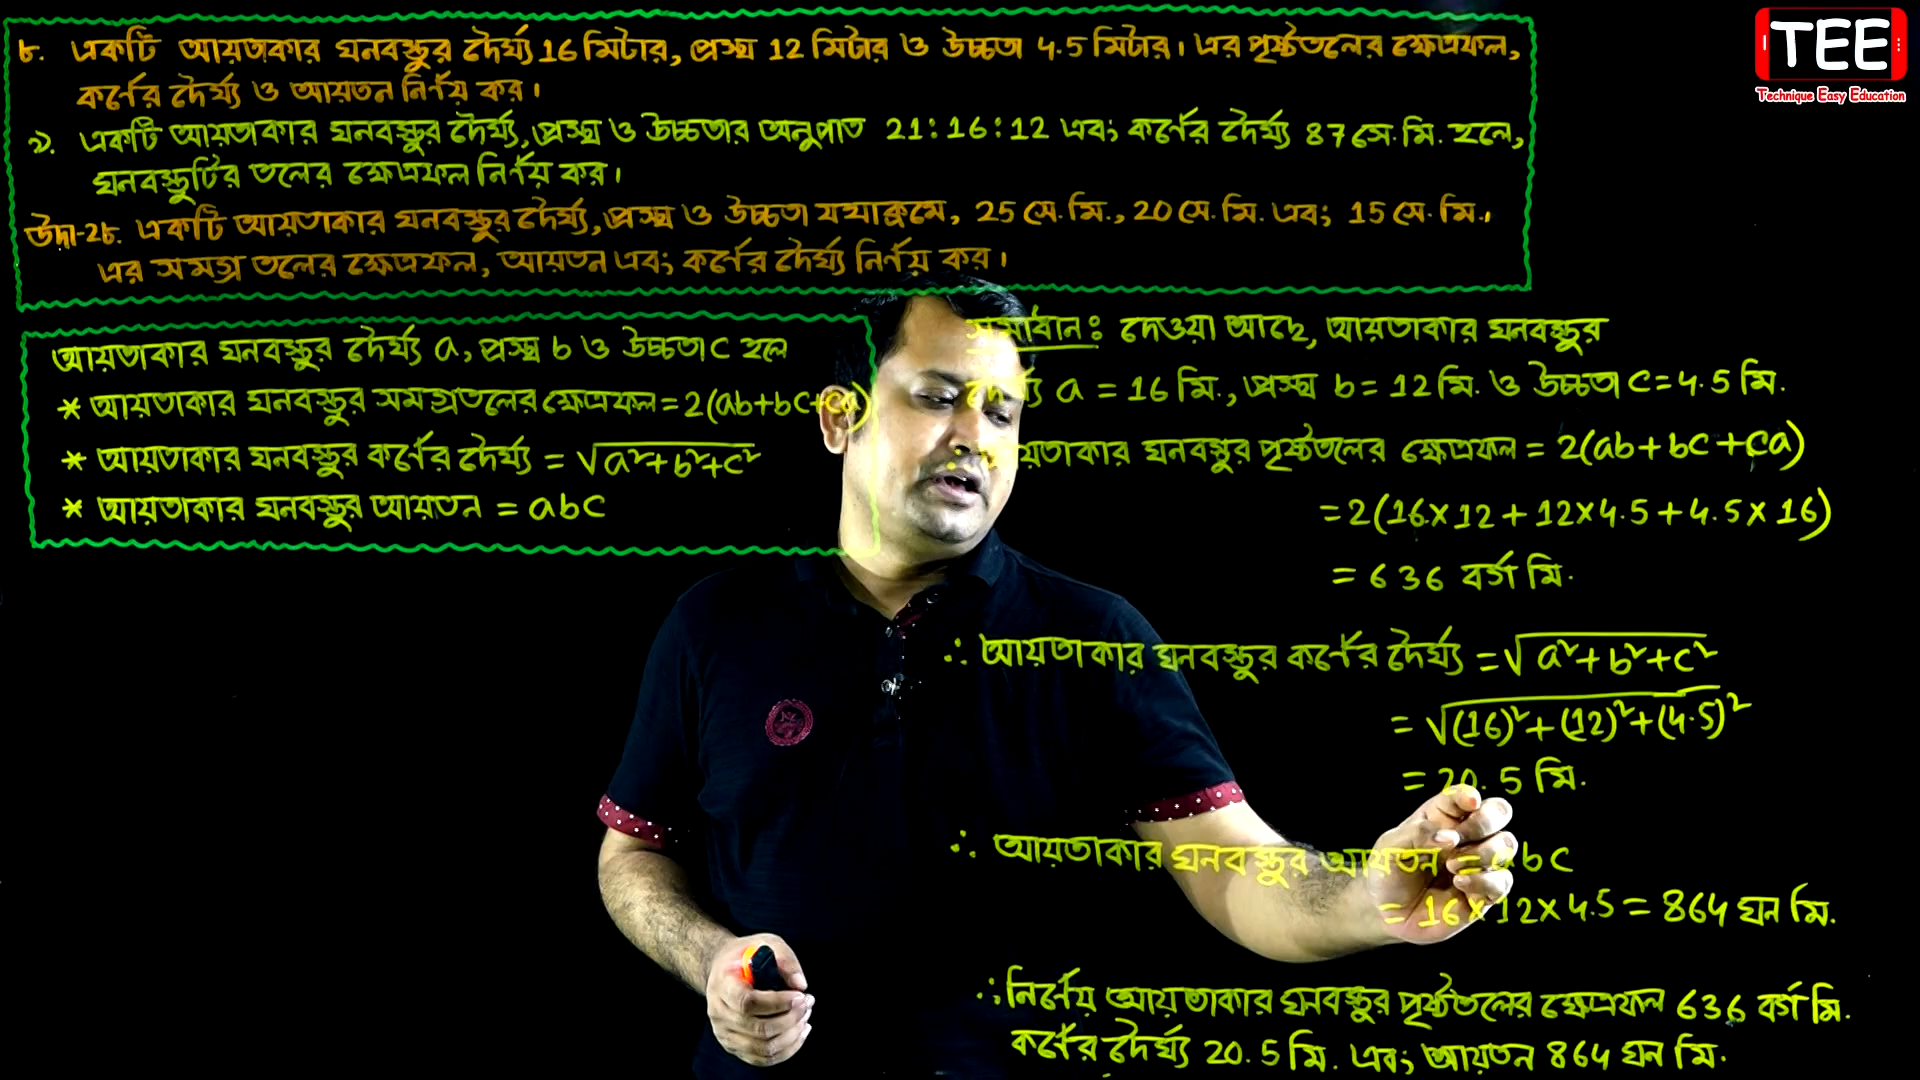 ৮. একটি আয়তাকার ঘনবস্তুর দৈর্ঘ্য 16 মিটার, প্রস্থ 12 মিটার ও উচ্চতা 4.5 মিটার। এর পৃষ্ঠতলের ক্ষেত্রফল,
কর্ণের দৈর্ঘ্য ও আয়তন নির্ণয় কর।
৯. একটি আয়তাকার ঘনবস্তুর দৈর্ঘ্য, প্রস্থ ও উচ্চতার অনুপাত 21:16:12 এবং কর্ণের দৈর্ঘ্য 87 সে.মি. হলে,
ঘনবস্তুটির তলের ক্ষেত্রফল নির্ণয় কর।
উদা-২৮. একটি আয়তাকার ঘনবস্তুর দৈর্ঘ্য, প্রস্থ ও উচ্চতা যথাক্রমে, 25 সে.মি., 20 সে.মি. এবং 15 সে.মি.।
এর সমগ্র তলের ক্ষেত্রফল, আয়তন এবং কর্ণের দৈর্ঘ্য নির্ণয় কর।
আয়তাকার ঘনবস্তুর দৈর্ঘ্য a, প্রস্থ b ও উচ্চতা c হলে
* আয়তাকার ঘনবস্তুর সমগ্রতলের ক্ষেত্রফল = 2(ab+bc+ca)
* আয়তাকার ঘনবস্তুর কর্ণের দৈর্ঘ্য = √a²+b²+c²
* আয়তাকার ঘনবস্তুর আয়তন = abc
সমাধান: দেওয়া আছে, আয়তাকার ঘনবস্তুর
দৈর্ঘ্য a = 16 মি., প্রস্থ b = 12 মি. ও উচ্চতা c = 4.5 মি.
ঘনবস্তুর পৃষ্ঠতলের ক্ষেত্রফল = 2(ab+bc+ca)
= 2(16×12+12×4.5+4.5×16)
= 636 বর্গ মি.
∴ আয়তাকার ঘনবস্তুর কর্ণের দৈর্ঘ্য = √a²+b²+c²
= √(16)²+(12)²+(4.5)²
= 20.5 মি.
∴ আয়তাকার ঘনবস্তুর আয়তন = abc
= 16×12×4.5 = 864 ঘন মি.
∴ নির্ণেয় আয়তাকার ঘনবস্তুর পৃষ্ঠতলের ক্ষেত্রফল 636 বর্গ মি.
কর্ণের দৈর্ঘ্য 20.5 মি. এবং আয়তন 864 ঘন মি.
TEE
Technique Easy Education